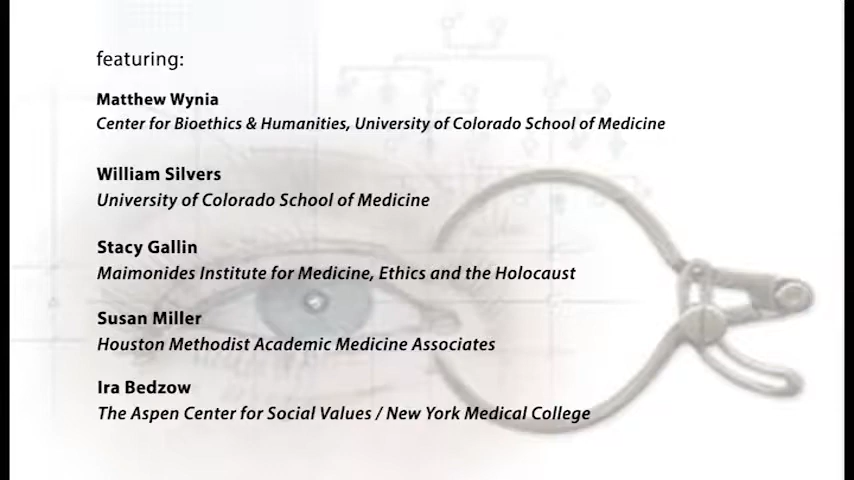 featuring:
Matthew Wynia
Center for Bioethics & Humanities, University of Colorado School of Medicine
William Silvers
University of Colorado School of Medicine
Stacy Gallin
Maimonides Institute for Medicine, Ethics and the Holocaust
Susan Miller
Houston Methodist Academic Medicine Associates
Ira Bedzow
The Aspen Center for Social Values / New York Medical College